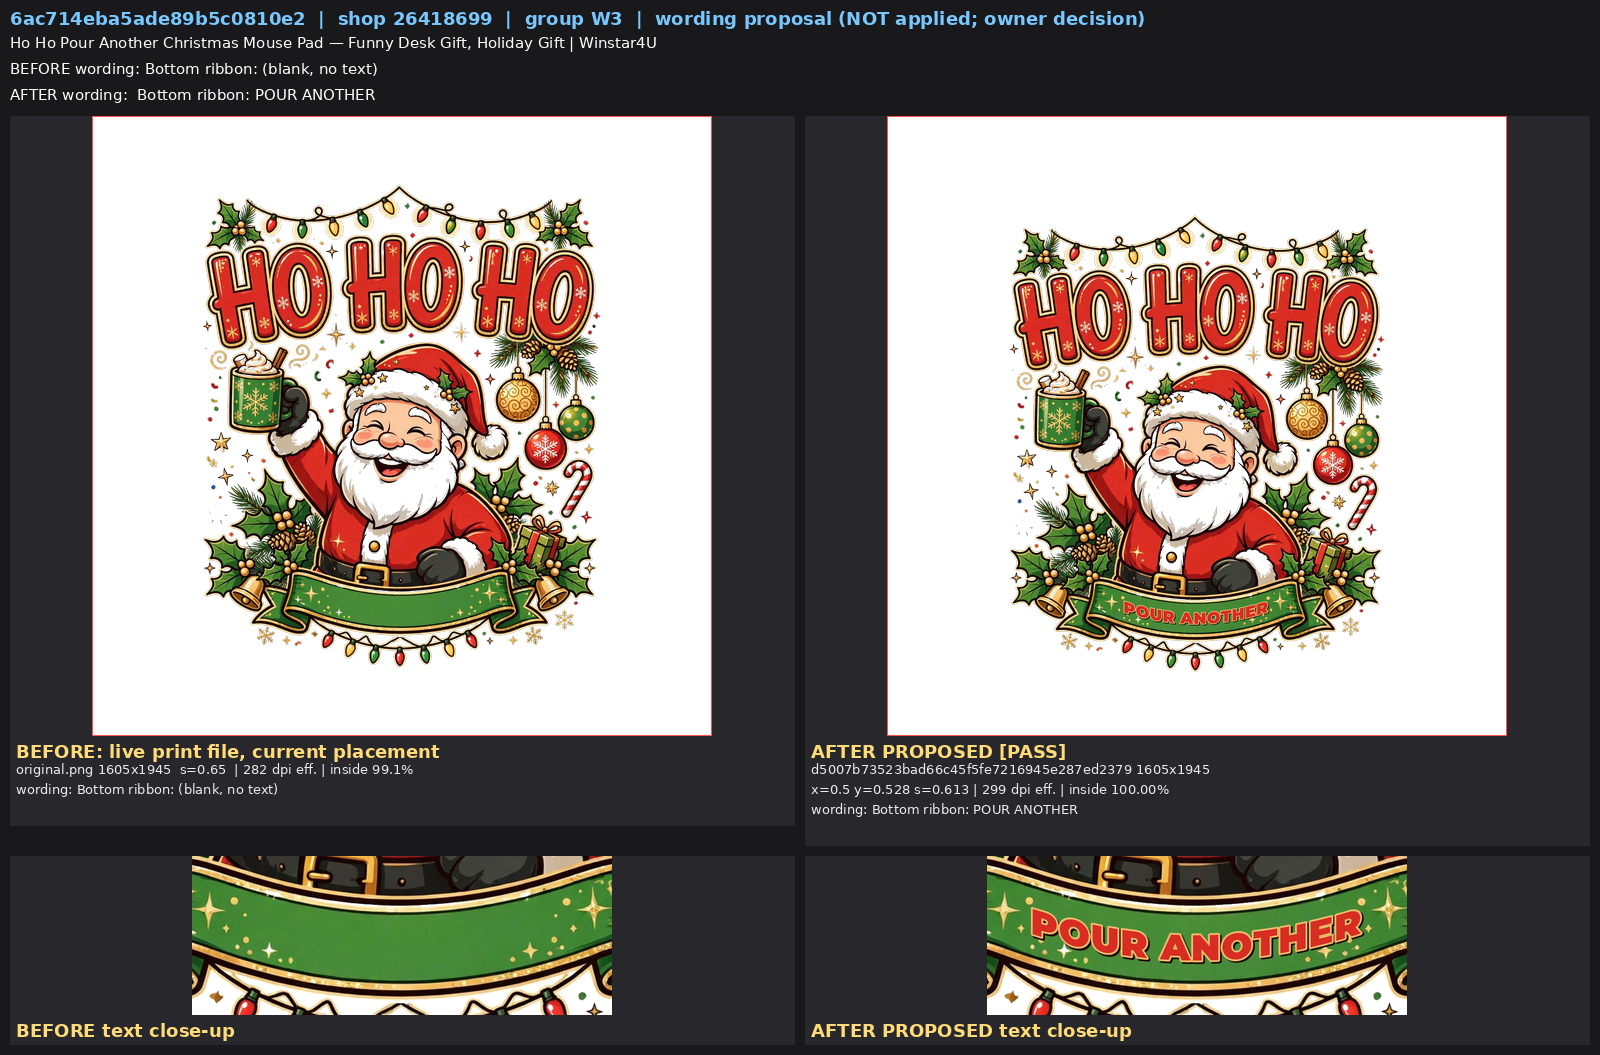 6ac714eba5ade89b5c0810e2 | shop 26418699 | group W3 | wording proposal (NOT applied; owner decision)
Ho Ho Pour Another Christmas Mouse Pad — Funny Desk Gift, Holiday Gift | Winstar4U
BEFORE wording: Bottom ribbon: (blank, no text)
AFTER wording: Bottom ribbon: POUR ANOTHER
HO HO HO
BEFORE: live print file, current placement
original.png 1605x1945 s=0.65 | 282 dpi eff. | inside 99.1%
wording: Bottom ribbon: (blank, no text)
HO HO HO
POUR ANOTHER
AFTER PROPOSED [PASS]
d5007b73523bad66c45f5fe7216945e287ed2379 1605x1945
x=0.5 y=0.528 s=0.613 | 299 dpi eff. | inside 100.00%
wording: Bottom ribbon: POUR ANOTHER
BEFORE text close-up
POUR ANOTHER
AFTER PROPOSED text close-up